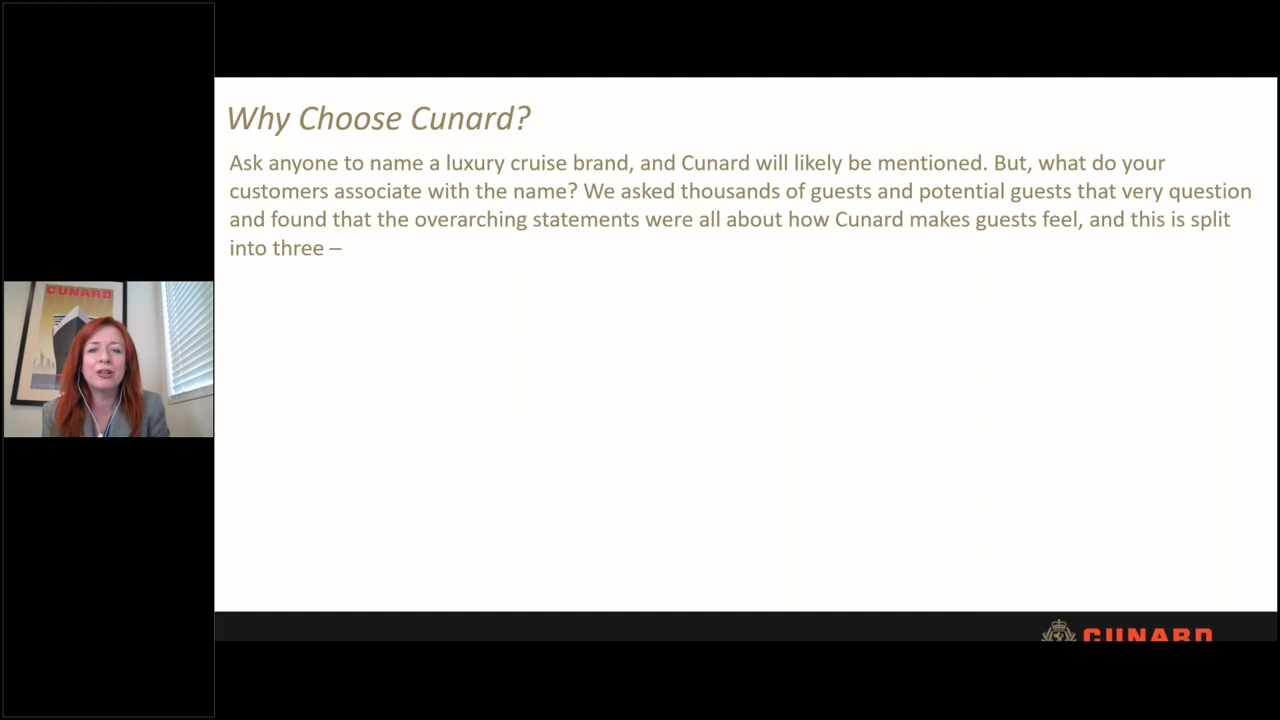 Why Choose Cunard?
Ask anyone to name a luxury cruise brand, and Cunard will likely be mentioned. But, what do your
customers associate with the name? We asked thousands of guests and potential guests that very question
and found that the overarching statements were all about how Cunard makes guests feel, and this is split
into three –
CUNARD
CUNARD